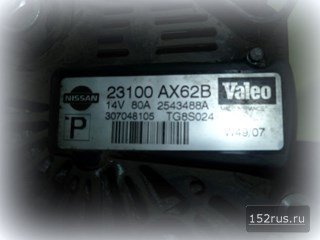 NISSAN 23100 AX62B Valeo
14V 80A 2543488A
P 307048105 TG8S024
W49/07
152rus.ru